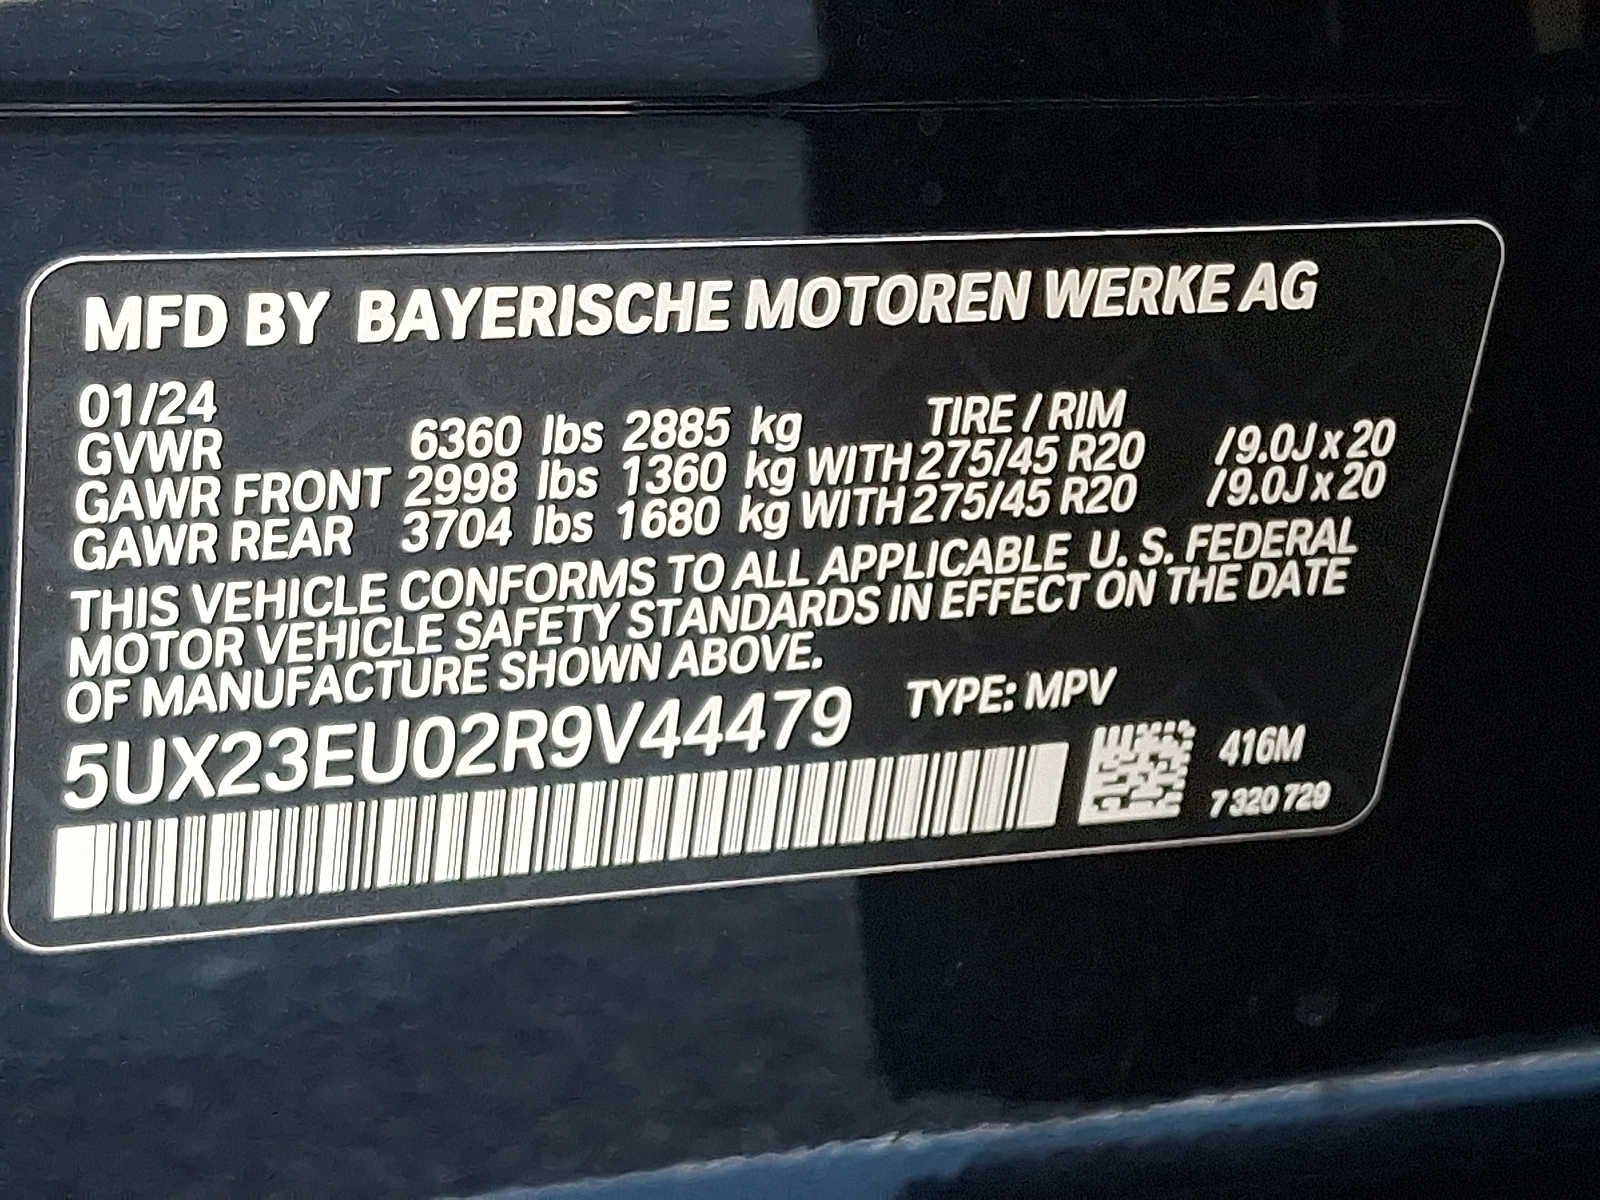 MFD BY BAYERISCHE MOTOREN WERKE AG
01/24 TIRE / RIM
GVWR 6360 lbs 2885 kg
GAWR FRONT 2998 lbs 1360 kg WITH 275/45 R20 /9.0J x 20
GAWR REAR 3704 lbs 1680 kg WITH 275/45 R20 /9.0J x 20
THIS VEHICLE CONFORMS TO ALL APPLICABLE U. S. FEDERAL
MOTOR VEHICLE SAFETY STANDARDS IN EFFECT ON THE DATE
OF MANUFACTURE SHOWN ABOVE.
5UX23EU02R9V44479 TYPE: MPV
416M
7 320 729